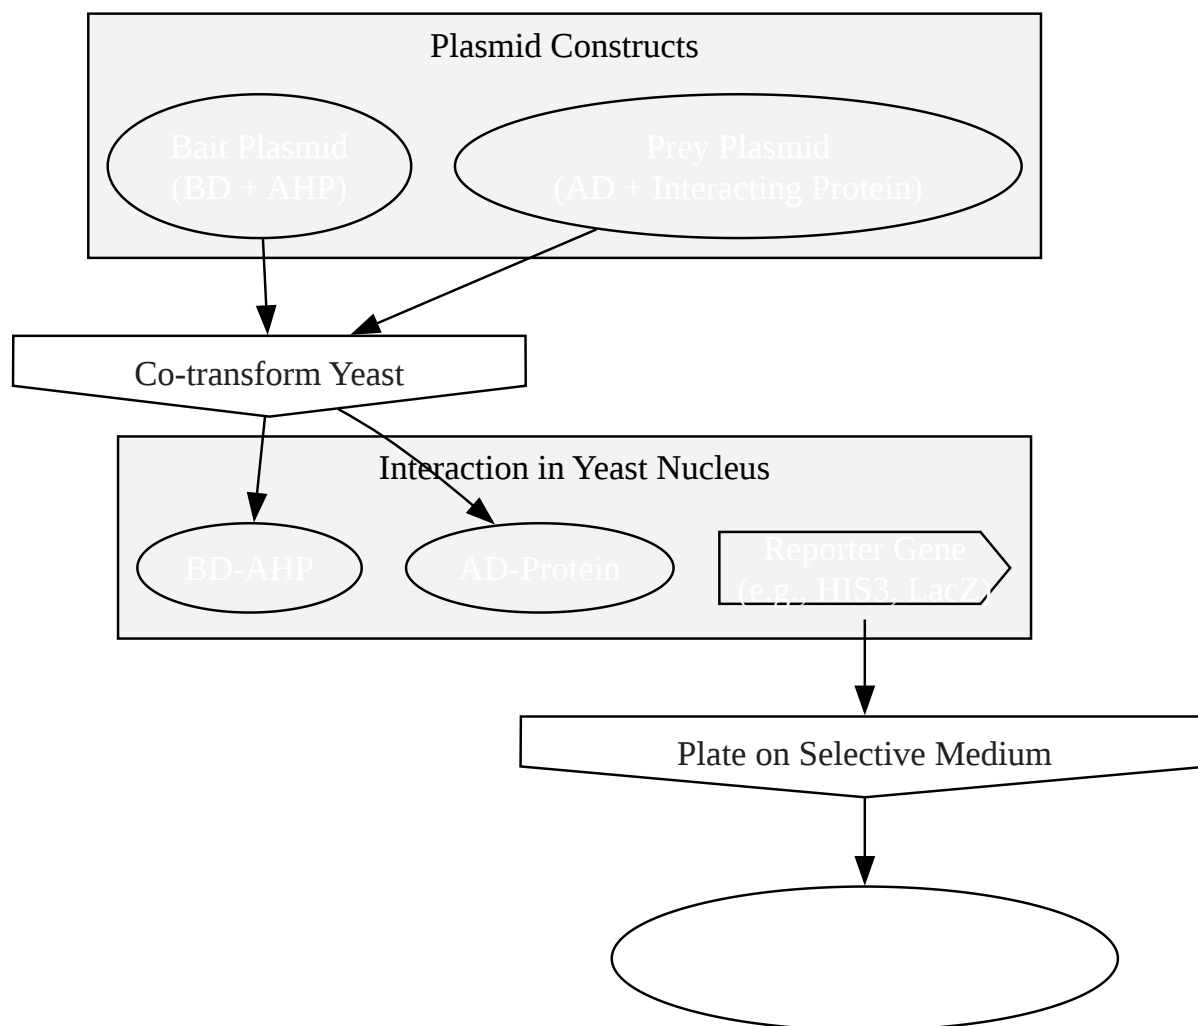 Plasmid Constructs
Bait Plasmid
(BD + AHP)
Prey Plasmid
(AD + Interacting Protein)
Co-transform Yeast
Interaction in Yeast Nucleus
BD-AHP
AD-Protein
Reporter Gene
(e.g., HIS3, LacZ)
Plate on Selective Medium